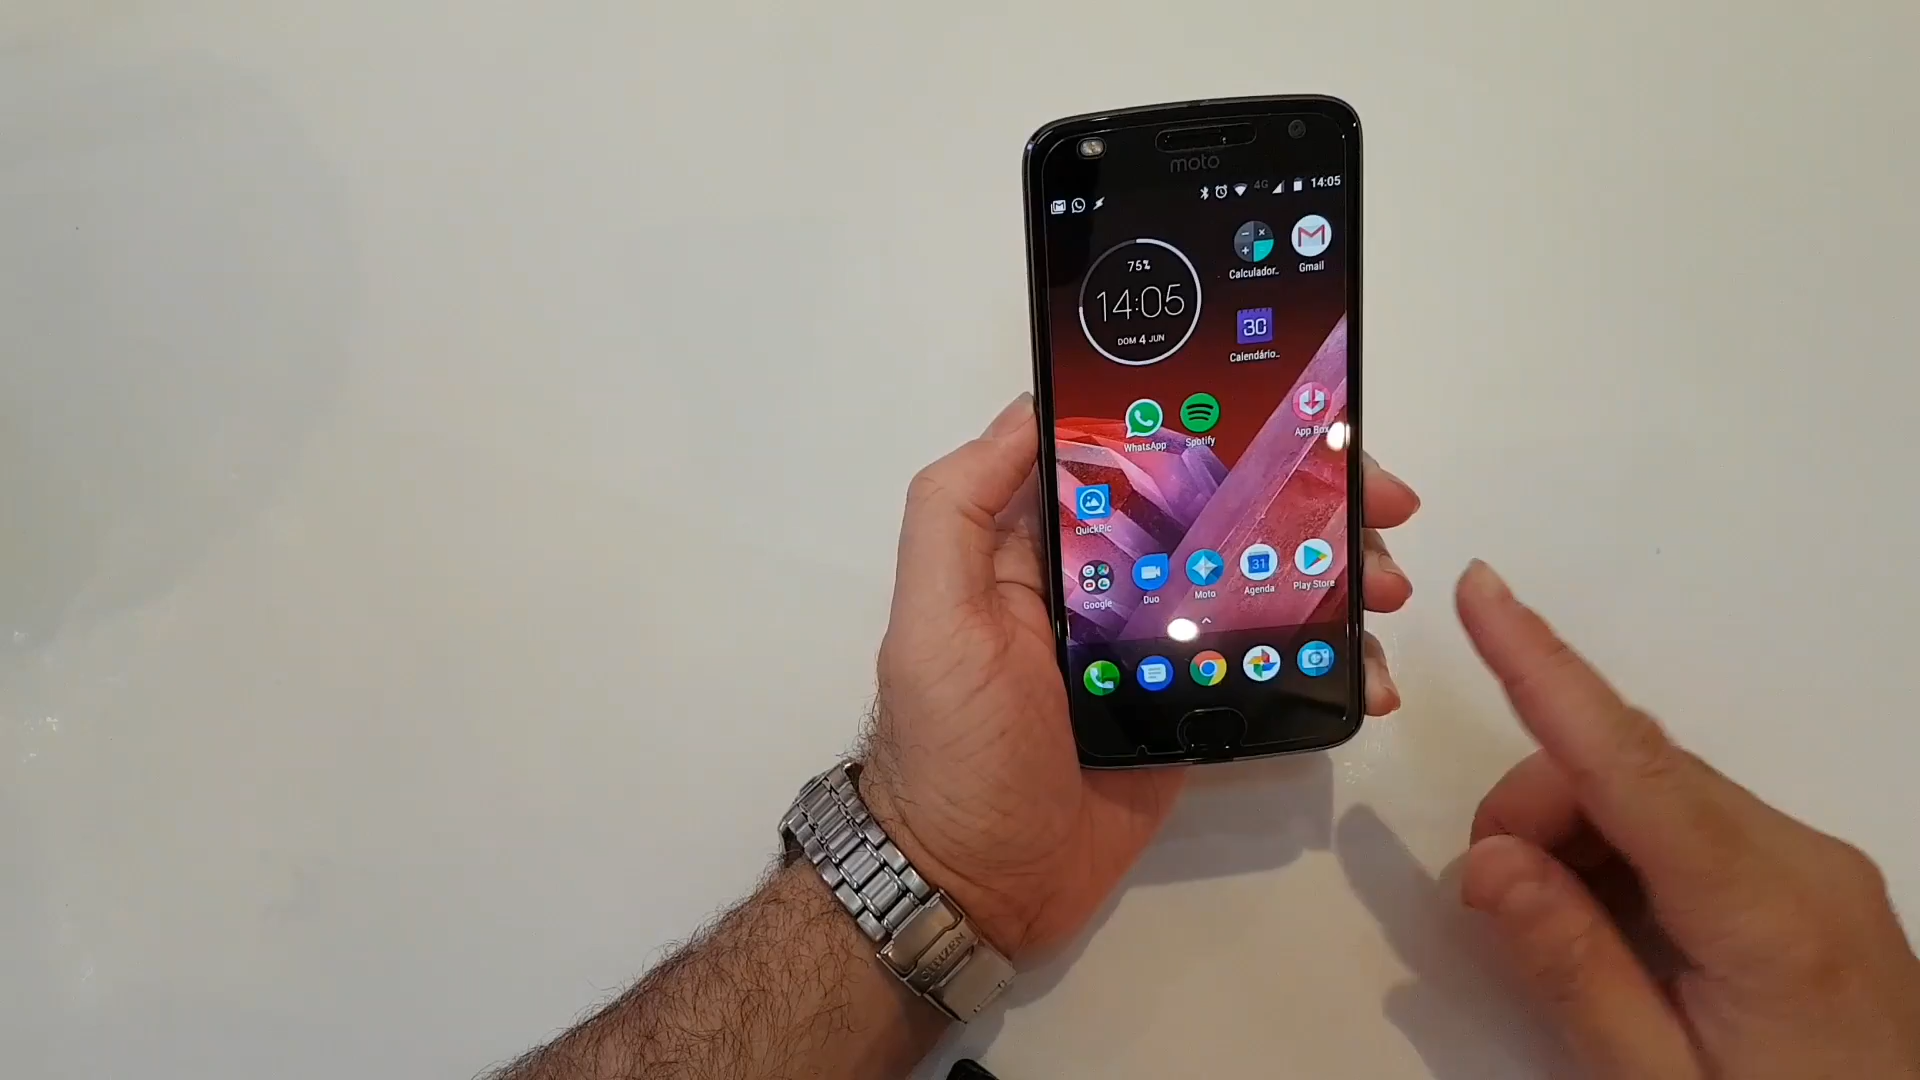 moto
4G 14:05
75%
14:05
DOM 4 JUN
Calculador..
Gmail
30
Calendário..
WhatsApp
Spotify
App Box
QuickPic
Google
Duo
Moto
31
Agenda
Play Store
CITIZEN